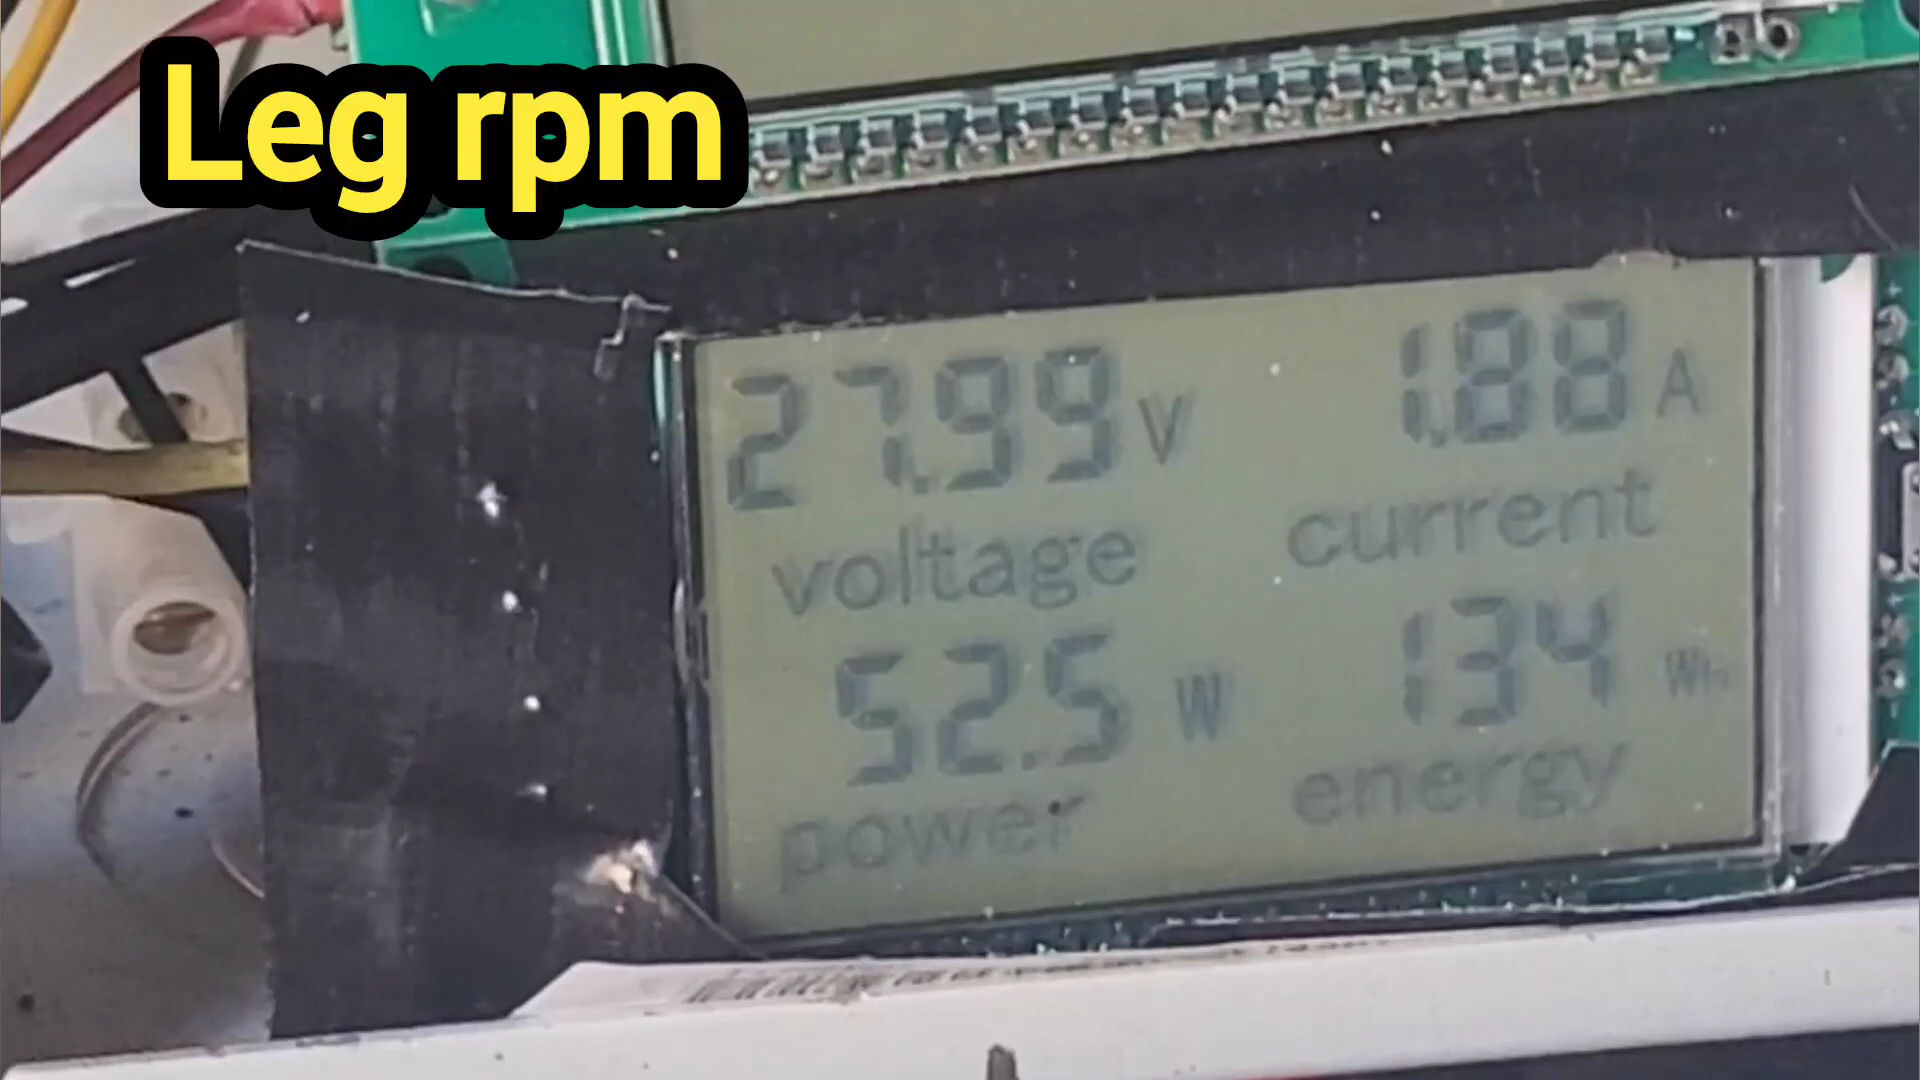 Leg rpm
27.99 V
1.88 A
voltage
current
52.5 W
134 Wh
power
energy